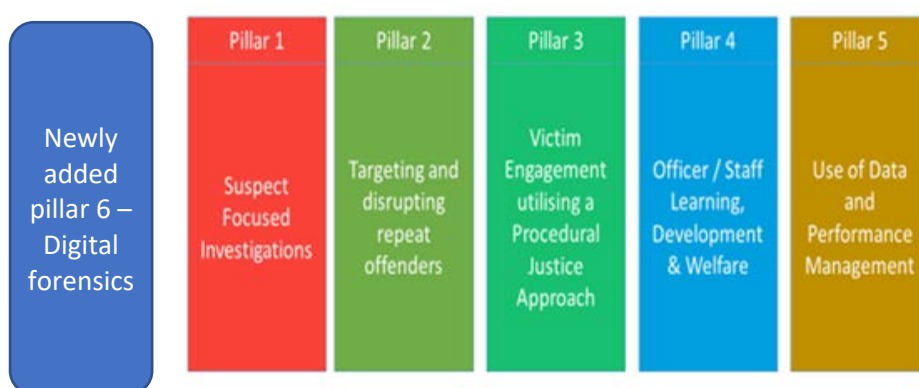 Newly
added
pillar 6 –
Digital
forensics
Pillar 1
Suspect
Focused
Investigations
Pillar 2
Targeting and
disrupting
repeat
offenders
Pillar 3
Victim
Engagement
utilising a
Procedural
Justice
Approach
Pillar 4
Officer / Staff
Learning,
Development
& Welfare
Pillar 5
Use of Data
and
Performance
Management